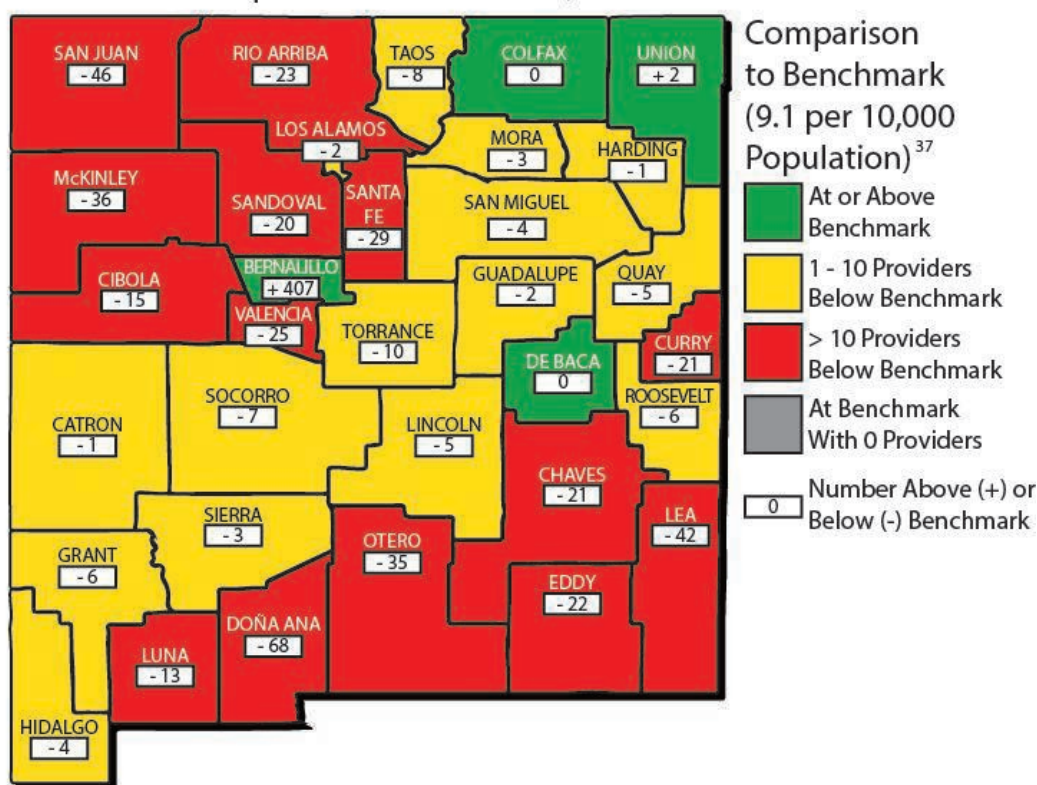 SAN JUAN
- 46
RIO ARRIBA
- 23
TAOS
- 8
COLFAX
0
UNION
+ 2
LOS ALAMOS
- 2
MORA
- 3
HARDING
- 1
McKINLEY
- 36
SANDOVAL
- 20
SANTA
FE
- 29
SAN MIGUEL
- 4
CIBOLA
- 15
BERNALILLO
+ 407
GUADALUPE
- 2
QUAY
- 5
VALENCIA
- 25
TORRANCE
- 10
CURRY
- 21
DE BACA
0
CATRON
- 1
SOCORRO
- 7
LINCOLN
- 5
ROOSEVELT
- 6
CHAVES
- 21
SIERRA
- 3
LEA
- 42
GRANT
- 6
OTERO
- 35
EDDY
- 22
DOÑA ANA
- 68
LUNA
- 13
HIDALGO
- 4
Comparison
to Benchmark
(9.1 per 10,000
Population) 37
At or Above
Benchmark
1 - 10 Providers
Below Benchmark
> 10 Providers
Below Benchmark
At Benchmark
With 0 Providers
0
Number Above (+) or
Below (-) Benchmark